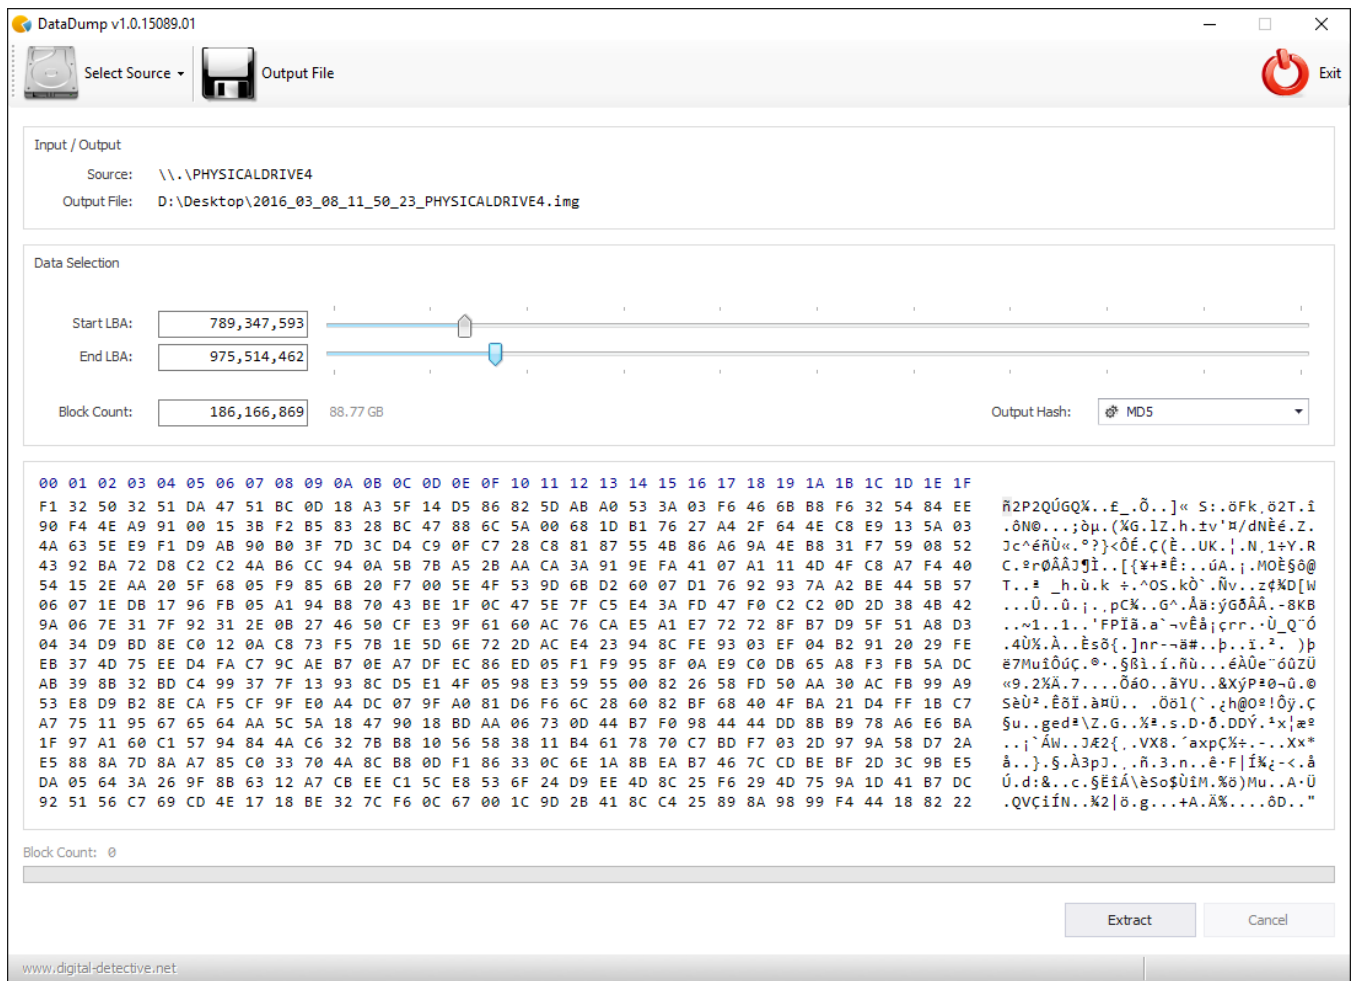 DataDump v1.0.15089.01
Select Source
Output File
Exit
Input / Output
Source: \\.\PHYSICALDRIVE4
Output File: D:\Desktop\2016_03_08_11_50_23_PHYSICALDRIVE4.img
Data Selection
Start LBA: 789,347,593
End LBA: 975,514,462
Block Count: 186,166,869 88.77 GB
Output Hash: MD5
00 01 02 03 04 05 06 07 08 09 0A 0B 0C 0D 0E 0F 10 11 12 13 14 15 16 17 18 19 1A 1B 1C 1D 1E 1F
F1 32 50 32 51 DA 47 51 BC 0D 18 A3 5F 14 D5 86 82 5D AB A0 53 3A 03 F6 46 6B B8 F6 32 54 84 EE
90 F4 4E A9 91 00 15 3B F2 B5 83 28 BC 47 88 6C 5A 00 68 1D B1 76 27 A4 2F 64 4E C8 E9 13 5A 03
4A 63 5E E9 F1 D9 AB 90 B0 3F 7D 3C D4 C9 0F C7 28 C8 81 87 55 4B 86 A6 9A 4E B8 31 F7 59 08 52
43 92 BA 72 D8 C2 C2 4A B6 CC 94 0A 5B 7B A5 2B AA CA 3A 91 9E FA 41 07 A1 11 4D 4F C8 A7 F4 40
54 15 2E AA 20 5F 68 05 F9 85 6B 20 F7 00 5E 4F 53 9D 6B D2 60 07 D1 76 92 93 7A A2 BE 44 5B 57
06 07 1E DB 17 96 FB 05 A1 94 B8 70 43 BE 1F 0C 47 5E 7F C5 E4 3A FD 47 F0 C2 C2 0D 2D 38 4B 42
9A 06 7E 31 7F 92 31 2E 0B 27 46 50 CF E3 9F 61 60 AC 76 CA E5 A1 E7 72 72 8F B7 D9 5F 51 A8 D3
04 34 D9 BD 8E C0 12 0A C8 73 F5 7B 1E 5D 6E 72 2D AC E4 23 94 8C FE 93 03 EF 04 B2 91 20 29 FE
EB 37 4D 75 EE D4 FA C7 9C AE B7 0E A7 DF EC 86 ED 05 F1 F9 95 8F 0A E9 C0 DB 65 A8 F3 FB 5A DC
AB 39 8B 32 BD C4 99 37 7F 13 93 8C D5 E1 4F 05 98 E3 59 55 00 82 26 58 FD 50 AA 30 AC FB 99 A9
53 E8 D9 B2 8E CA F5 CF 9F E0 A4 DC 07 9F A0 81 D6 F6 6C 28 60 82 BF 68 40 4F BA 21 D4 FF 1B C7
A7 75 11 95 67 65 64 AA 5C 5A 18 47 90 18 BD AA 06 73 0D 44 B7 F0 98 44 44 DD 8B B9 78 A6 E6 BA
1F 97 A1 60 C1 57 94 84 4A C6 32 7B B8 10 56 58 38 11 B4 61 78 70 C7 BD F7 03 2D 97 9A 58 D7 2A
E5 88 8A 7D 8A A7 85 C0 33 70 4A 8C B8 0D F1 86 33 0C 6E 1A 8B EA B7 46 7C CD BE BF 2D 3C 9B E5
DA 05 64 3A 26 9F 8B 63 12 A7 CB EE C1 5C E8 53 6F 24 D9 EE 4D 8C 25 F6 29 4D 75 9A 1D 41 B7 DC
92 51 56 C7 69 CD 4E 17 18 BE 32 7C F6 0C 67 00 1C 9D 2B 41 8C C4 25 89 8A 98 99 F4 44 18 82 22
Block Count: 0
Extract
Cancel
www.digital-detective.net